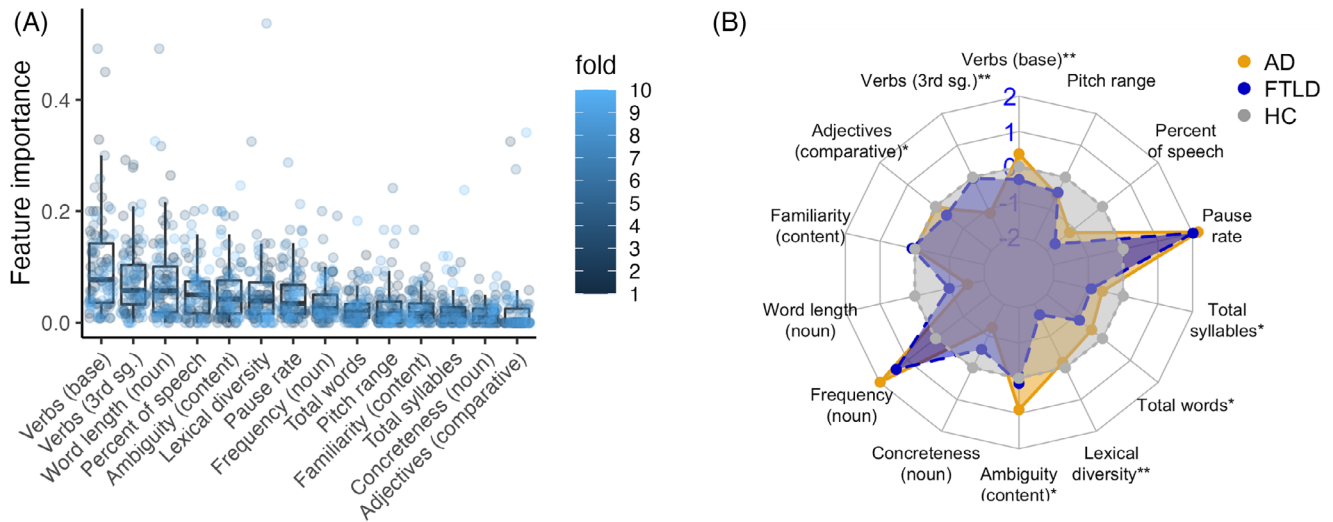 (A)
Feature importance
0.4
0.2
0.0
Verbs (base)
Verbs (3rd sg.)
Word length (noun)
Percent of speech
Ambiguity (content)
Lexical diversity
Pause rate
Frequency (noun)
Total words
Pitch range
Familiarity (content)
Total syllables
Concreteness (noun)
Adjectives (comparative)
fold
10
9
8
7
6
5
4
3
2
1
(B)
Verbs (base)**
Verbs (3rd sg.)**
Pitch range
Adjectives
(comparative)*
Percent
of speech
Familiarity
(content)
Pause
rate
Word length
(noun)
Total
syllables*
Frequency
(noun)
Total words*
Concreteness
(noun)
Ambiguity
(content)*
Lexical
diversity**
2
1
0
-1
-2
AD
FTLD
HC